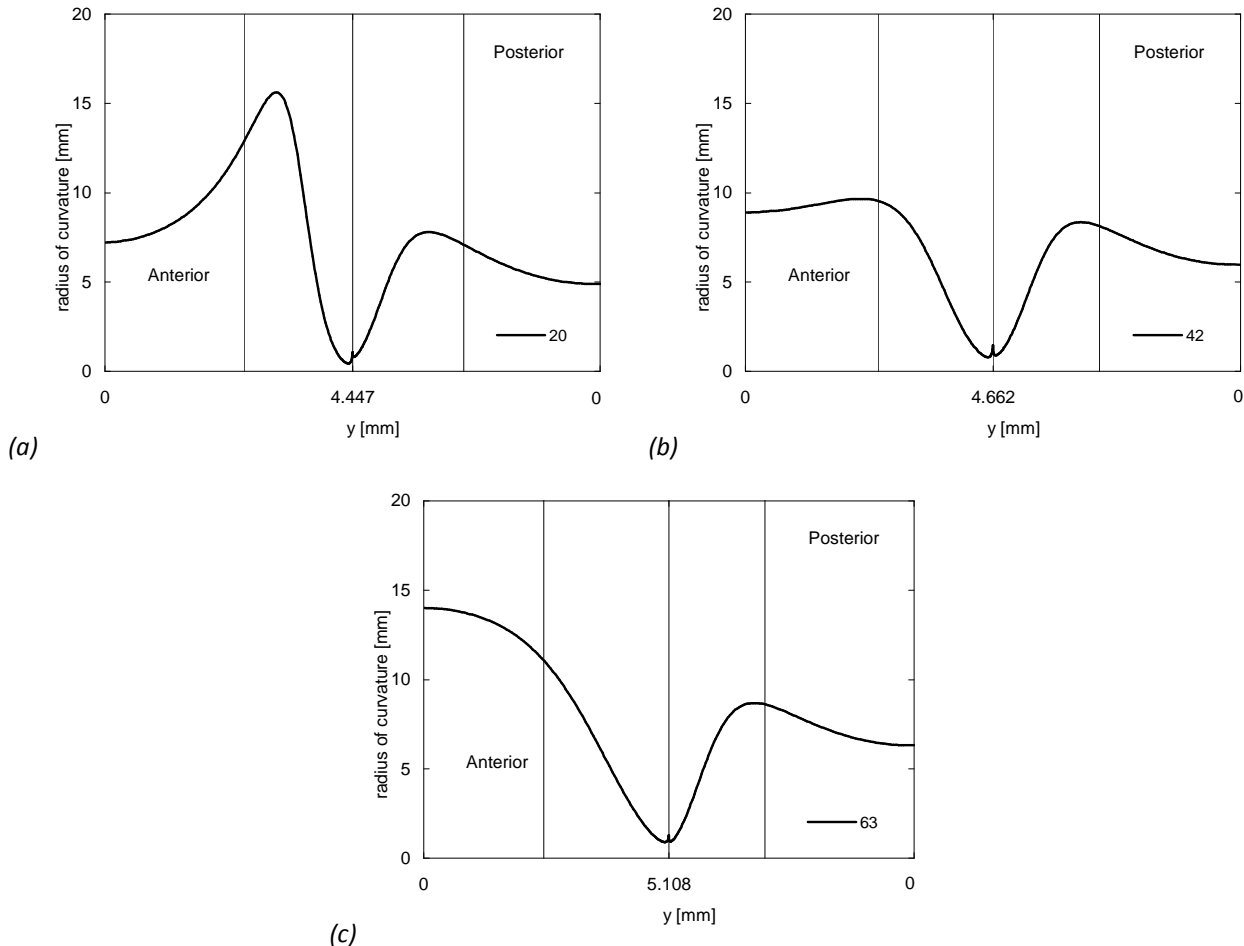 20
15
10
5
0
radius of curvature [mm]
Anterior
Posterior
20
0
4.447
0
y [mm]
(a)
20
15
10
5
0
radius of curvature [mm]
Anterior
Posterior
42
0
4.662
0
y [mm]
(b)
20
15
10
5
0
radius of curvature [mm]
Anterior
Posterior
63
0
5.108
0
y [mm]
(c)